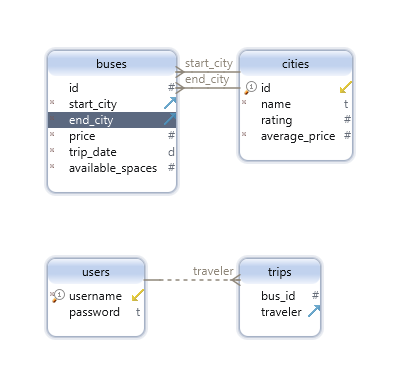 buses
start_city
end_city
cities
id #
start_city
end_city
price #
trip_date d
available_spaces #
id
name t
rating #
average_price #
users
traveler
trips
username
password t
bus_id #
traveler